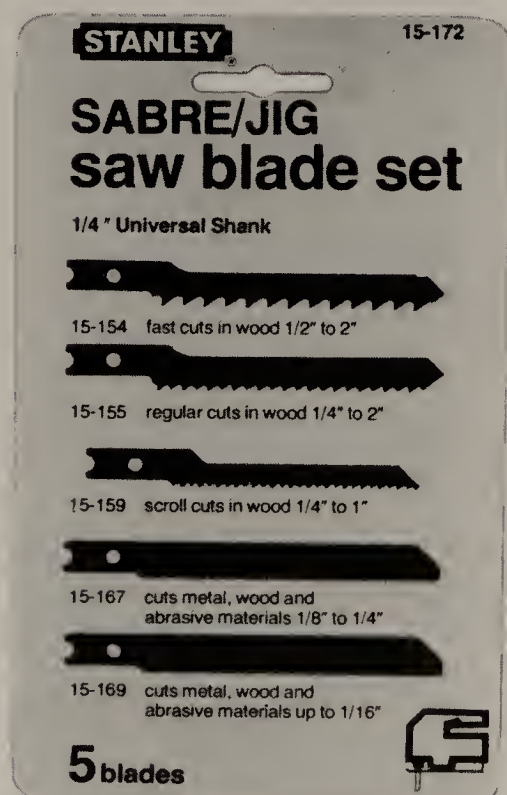 STANLEY®
15-172
SABRE/JIG
saw blade set
1/4" Universal Shank
15-154 fast cuts in wood 1/2" to 2"
15-155 regular cuts in wood 1/4" to 2"
15-159 scroll cuts in wood 1/4" to 1"
15-167 cuts metal, wood and
abrasive materials 1/8" to 1/4"
15-169 cuts metal, wood and
abrasive materials up to 1/16"
5 blades